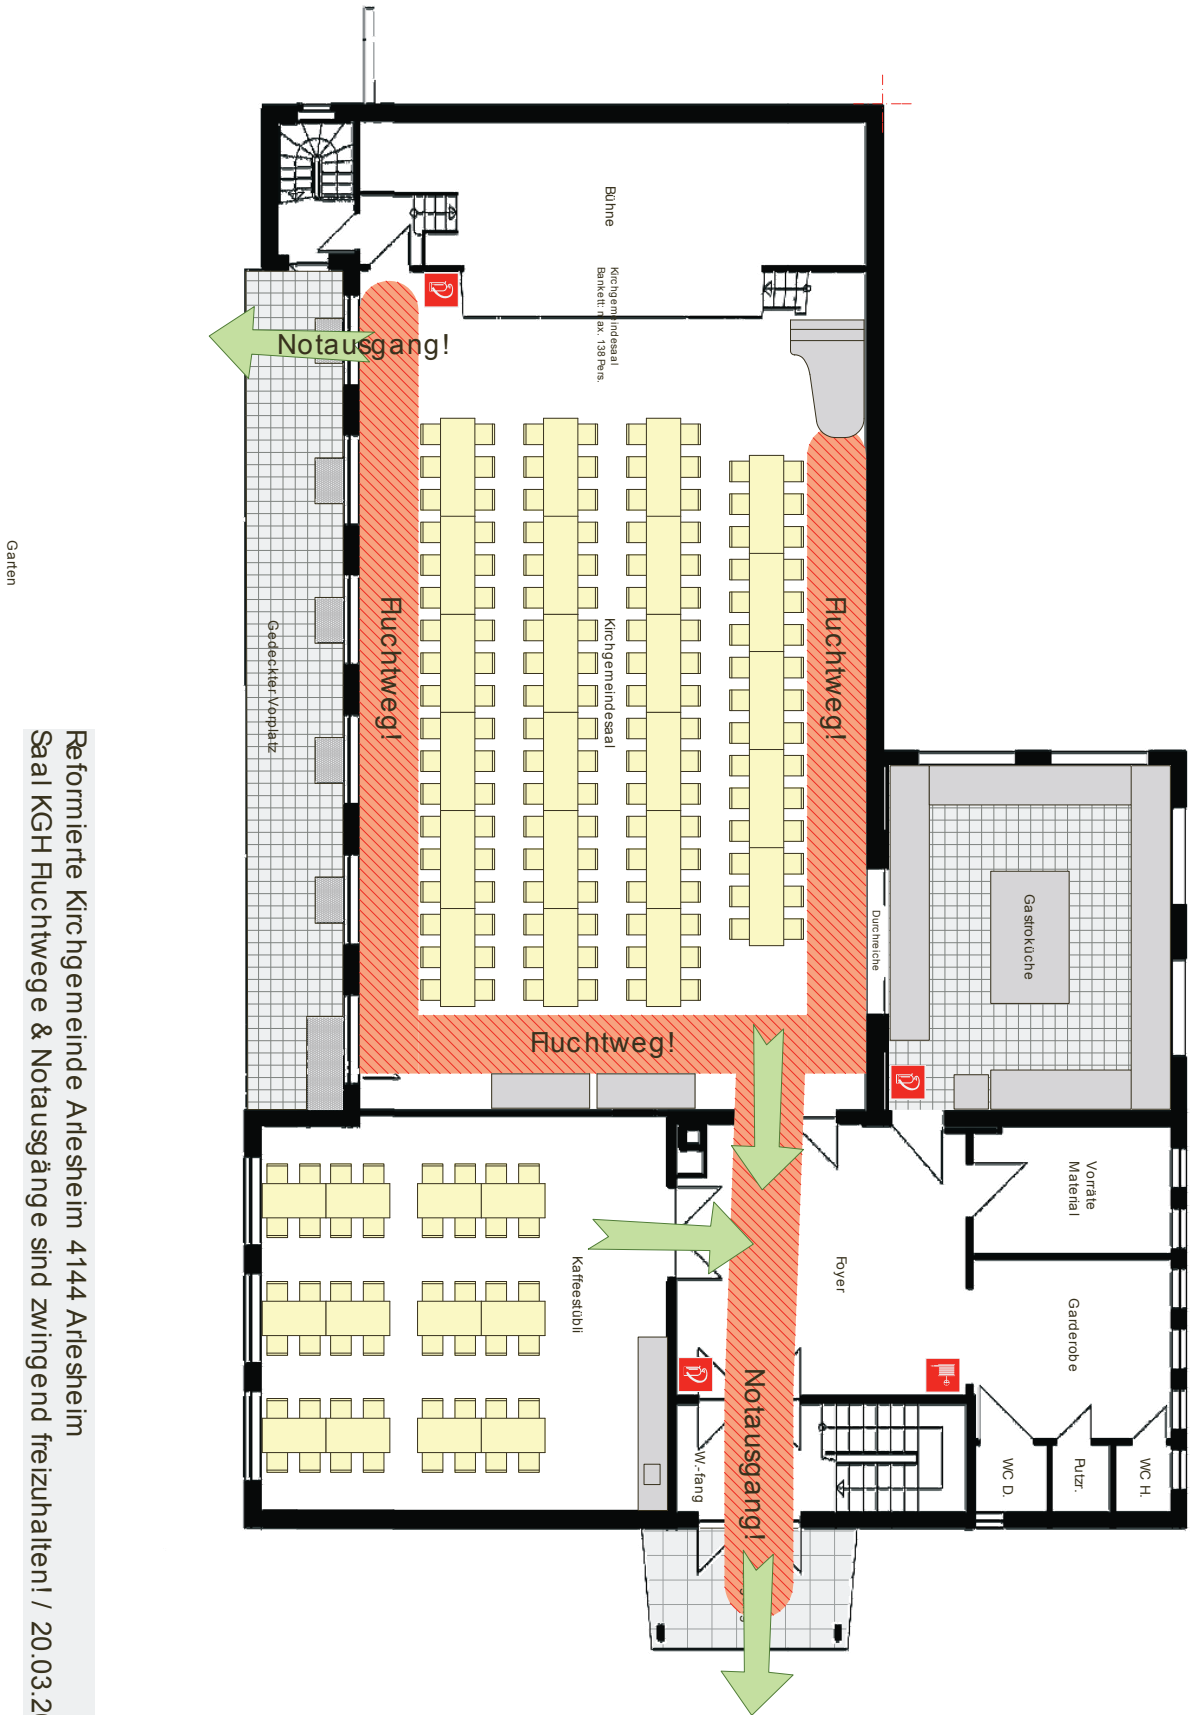 Bühne
Kirchgemeindesaal
Bankett: max. 138 Pers.
Notausgang!
Fluchtweg!
Fluchtweg!
Kirchgemeindesaal
Gedeckter Vorplatz
Garten
Durchreiche
Gastroküche
Fluchtweg!
Vorräte
Material
Foyer
Garderobe
Kaffeestübli
Notausgang!
W.-fang
WC D.
Putzr.
WC H.
Reformierte Kirchgemeinde Arlesheim 4144 Arlesheim
Saal KGH Fluchtwege & Notausgänge sind zwingend freizuhalten! / 20.03.2